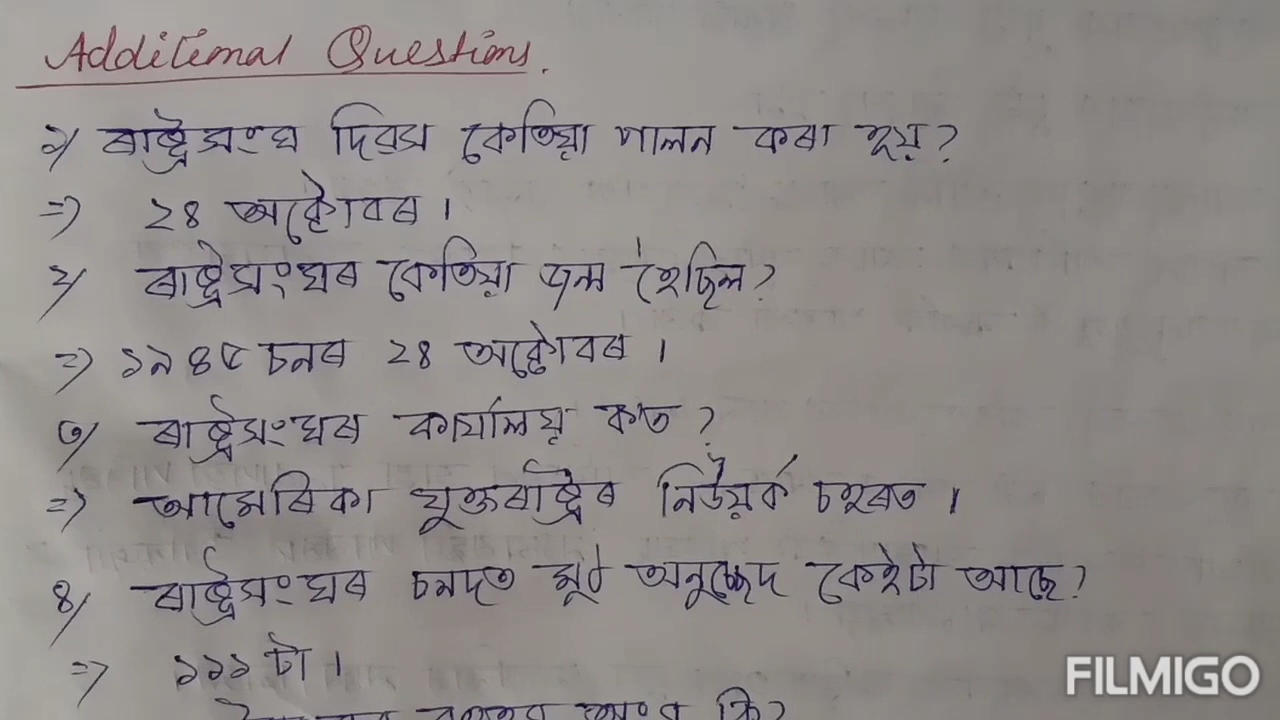 Additional Questions.
১/ ৰাষ্ট্ৰসংঘ দিৱস কেতিয়া পালন কৰা হয়?
=> ২৪ অক্টোবৰ।
২/ ৰাষ্ট্ৰসংঘৰ কেতিয়া জন্ম হৈছিল?
=> ১৯৪৫ চনৰ ২৪ অক্টোবৰ।
৩/ ৰাষ্ট্ৰসংঘৰ কাৰ্যালয় ক'ত?
=> আমেৰিকা যুক্তৰাষ্ট্ৰৰ নিউয়ৰ্ক চহৰত।
৪/ ৰাষ্ট্ৰসংঘৰ চনদত মুঠ অনুচ্ছেদ কেইটা আছে?
=> ১১১ টা।
কি?
FILMIGO